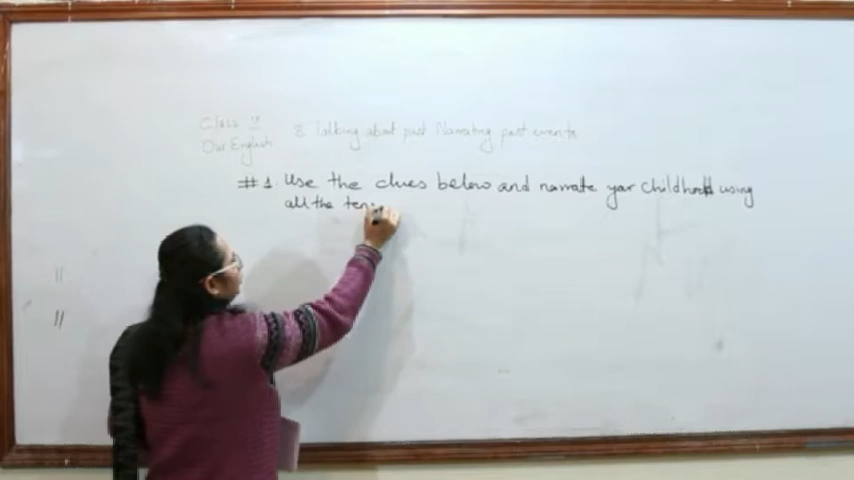 Class
Our English
8 Talking about past Narrating past events
#1. Use the clues below and narrate your childhood using
all the ten